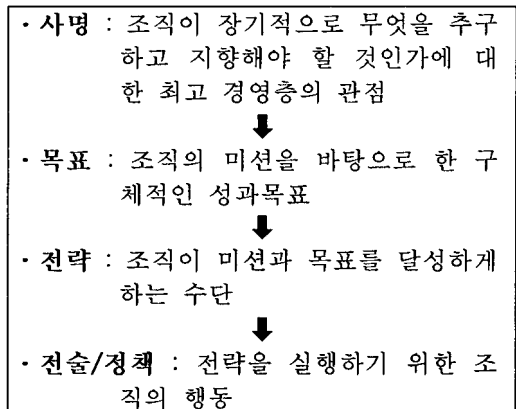 · 사명 : 조직이 장기적으로 무엇을 추구
하고 지향해야 할 것인가에 대
한 최고 경영층의 관점
· 목표 : 조직의 미션을 바탕으로 한 구
체적인 성과목표
· 전략 : 조직이 미션과 목표를 달성하게
하는 수단
· 전술/정책 : 전략을 실행하기 위한 조
직의 행동